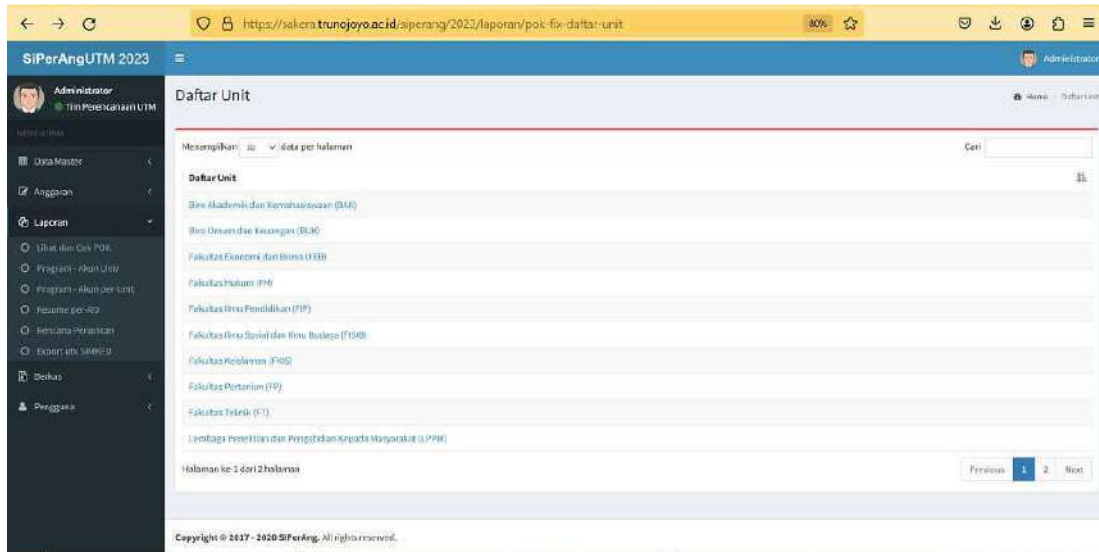 https://sakera.trunojoyo.ac.id/siperang/2023/laporan/pok-fix-daftar-unit
80%
SiPerAngUTM 2023
Administrator
Administrator
Tim Perencanaan UTM
Daftar Unit
Home
Daftar Unit
Data Master
Anggaran
Laporan
Lihat dan Cek POK
Program - Akun Univ
Program - Akun per-Unit
Resume per-RO
Rencana Penarikan
Export utk
Berkas
Pengguna
Menampilkan 10 data per halaman
Cari
Daftar Unit
Biro Akademik dan Kemahasiswaan (BAK)
Biro Umum dan Keuangan (BUK)
Fakultas Ekonomi dan Bisnis (FEB)
Fakultas Hukum (FH)
Fakultas Ilmu Pendidikan (FIP)
Fakultas Ilmu Sosial dan Ilmu Budaya (FISIB)
Fakultas Keislaman (FKIS)
Fakultas Pertanian (FP)
Fakultas Teknik (FT)
Lembaga Penelitian dan Pengabdian Kepada Masyarakat (LPPM)
Halaman ke-1 dari 2 halaman
Previous 1 2 Next
Copyright © 2017 - 2020 SiPerAng. All rights reserved.